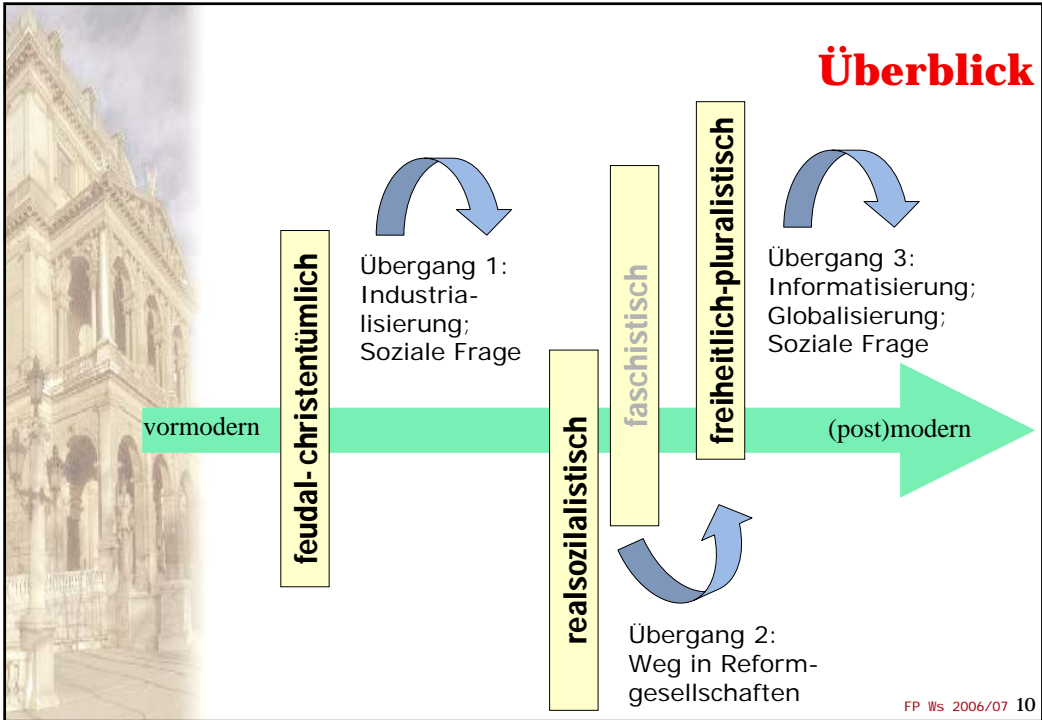 Überblick
feudal- christentümlich
Übergang 1:
Industria-
lisierung;
Soziale Frage
realsozilalistisch
faschistisch
freiheitlich-pluralistisch
Übergang 3:
Informatisierung;
Globalisierung;
Soziale Frage
vormodern
(post)modern
Übergang 2:
Weg in Reform-
gesellschaften
FP Ws 2006/07 10